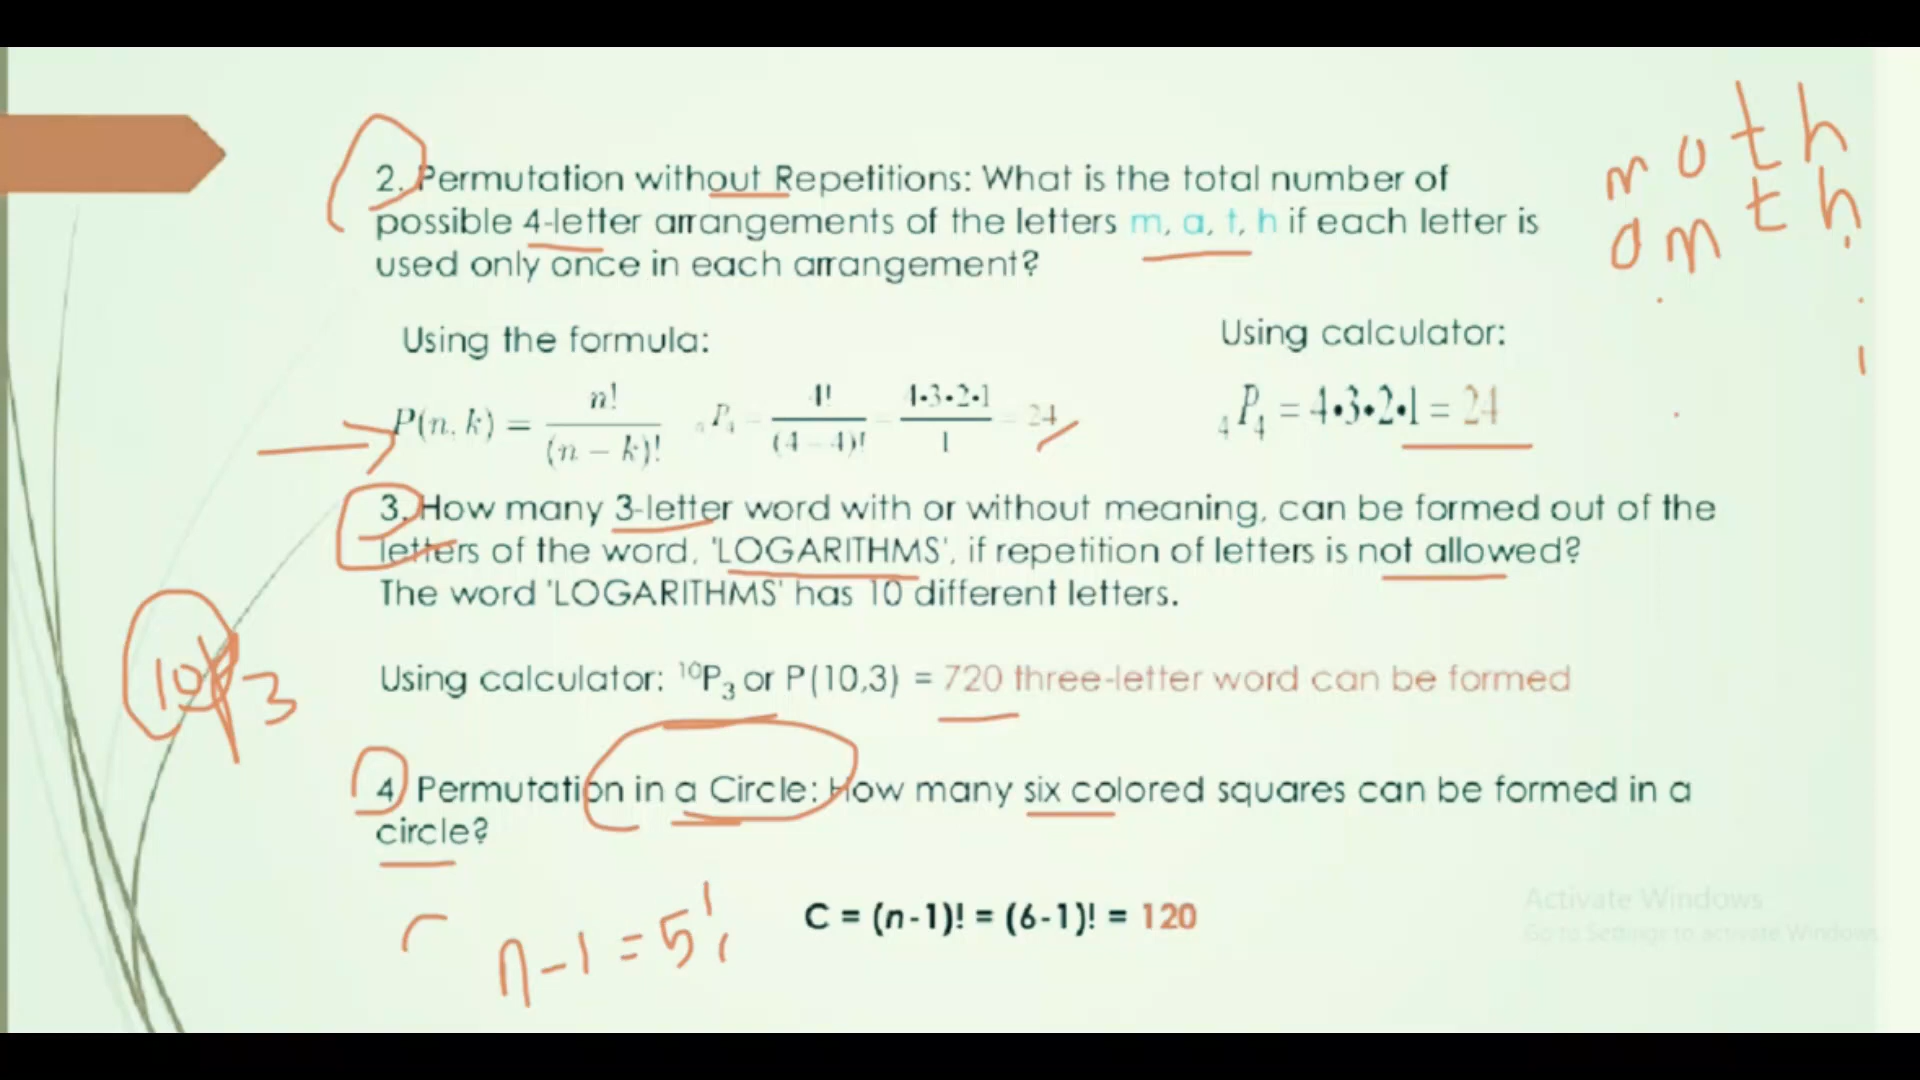 2. Permutation without Repetitions: What is the total number of
possible 4-letter arrangements of the letters m, a, t, h if each letter is
used only once in each arrangement?
m a t h
a m t h
Using the formula:
Using calculator:
P(n, k) = n! / (n − k)!   ₄P₄ = 4! / (4 − 4)! = 4•3•2•1 / 1 = 24
₄P₄ = 4•3•2•1 = 24
3. How many 3-letter word with or without meaning, can be formed out of the
letters of the word, 'LOGARITHMS', if repetition of letters is not allowed?
The word 'LOGARITHMS' has 10 different letters.
10P3
Using calculator: ¹⁰P₃ or P(10,3) = 720 three-letter word can be formed
4. Permutation in a Circle: How many six colored squares can be formed in a
circle?
n-1 = 5!
C = (n-1)! = (6-1)! = 120
Activate Windows
Go to Settings to activate Windows